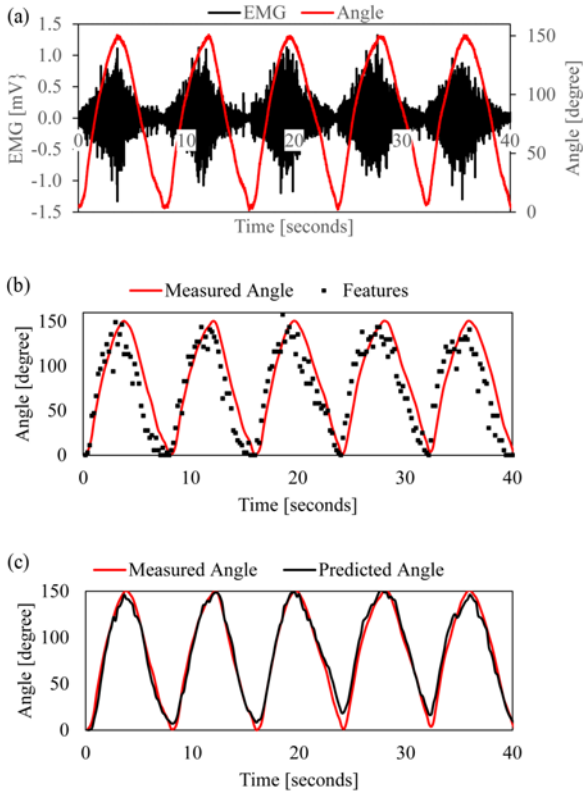 (a)
EMG Angle
1.5
1.0
0.5
0.0
-0.5
-1.0
-1.5
EMG [mV}
150
100
50
0
Angle [degree]
0 10 20 30 40
Time [seconds]
(b)
Measured Angle Features
150
100
50
0
Angle [degree]
0 10 20 30 40
Time [seconds]
(c)
Measured Angle Predicted Angle
150
100
50
0
Angle [degree]
0 10 20 30 40
Time [seconds]